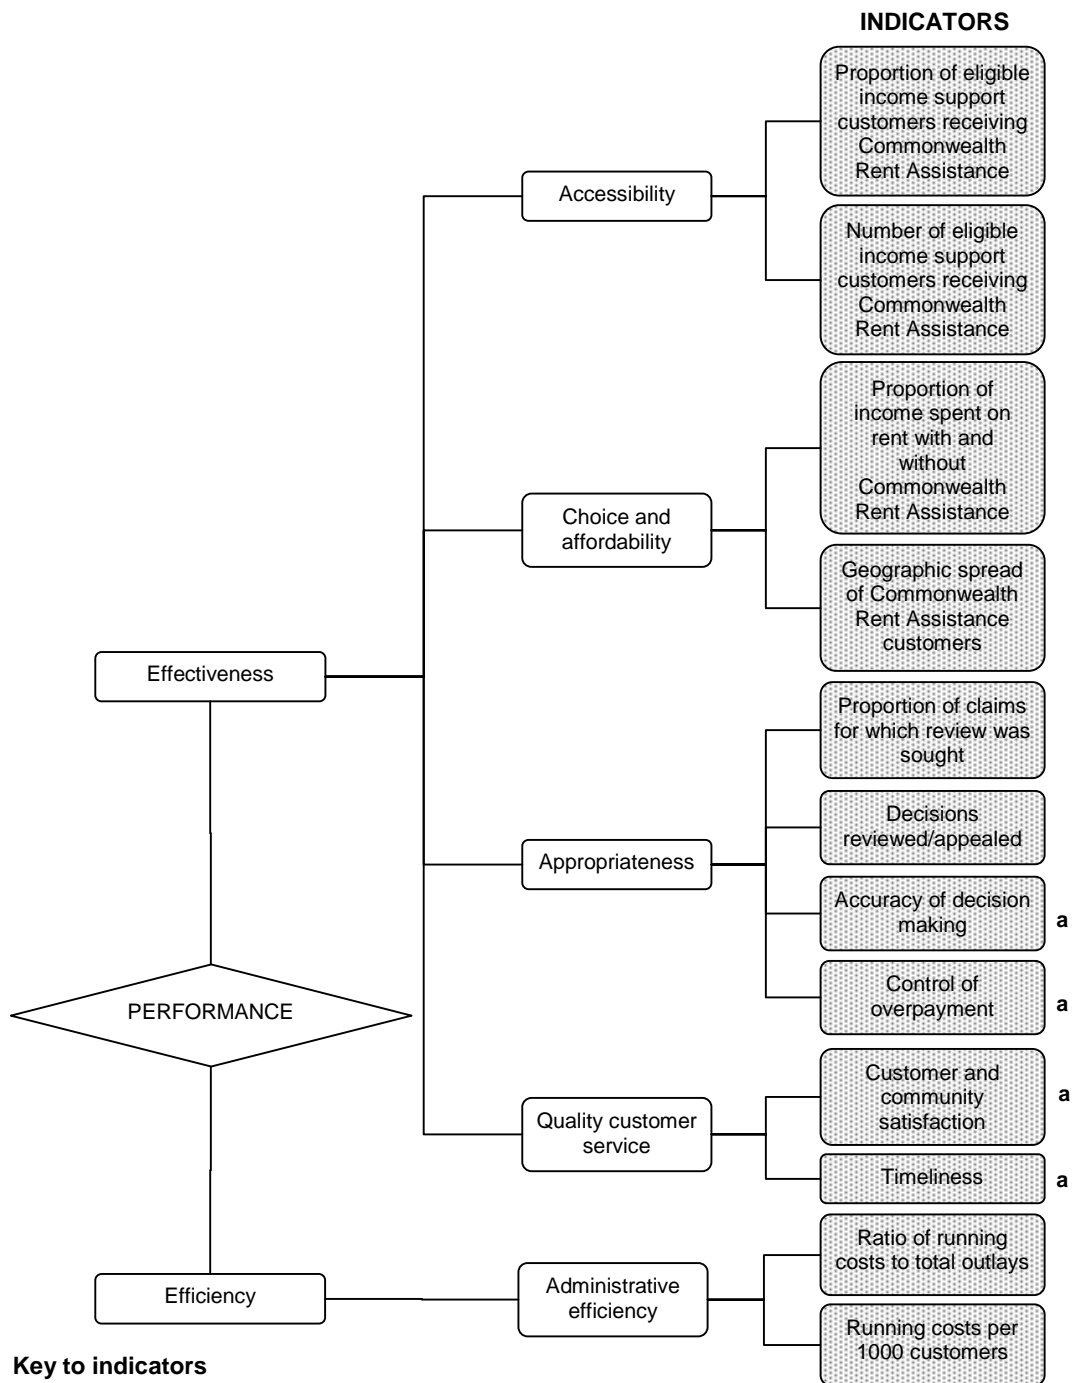 INDICATORS
Proportion of eligible
income support
customers receiving
Commonwealth
Rent Assistance
Accessibility
Number of eligible
income support
customers receiving
Commonwealth
Rent Assistance
Proportion of
income spent on
rent with and
without
Commonwealth
Rent Assistance
Choice and
affordability
Geographic spread
of Commonwealth
Rent Assistance
customers
Effectiveness
Proportion of claims
for which review was
sought
Decisions
reviewed/appealed
Appropriateness
Accuracy of decision
making
a
Control of
overpayment
a
PERFORMANCE
Customer and
community
satisfaction
a
Quality customer
service
Timeliness
a
Ratio of running
costs to total outlays
Efficiency
Administrative
efficiency
Running costs per
1000 customers
Key to indicators